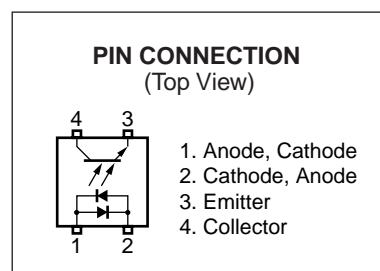 PIN CONNECTION
(Top View)
4 3
1 2
1. Anode, Cathode
2. Cathode, Anode
3. Emitter
4. Collector